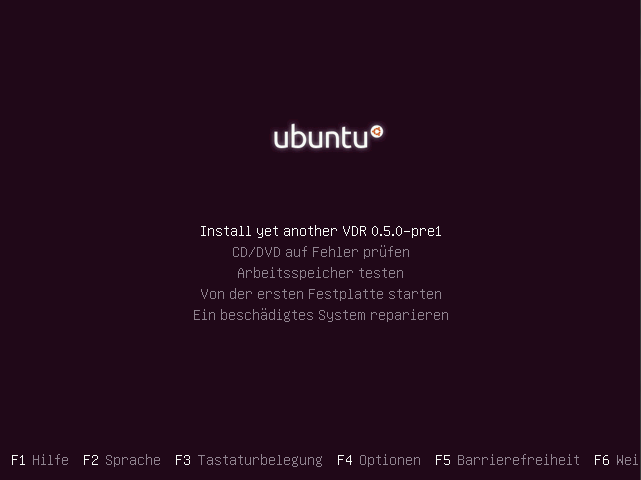 ubuntu
Install yet another VDR 0.5.0-pre1
CD/DVD auf Fehler prüfen
Arbeitsspeicher testen
Von der ersten Festplatte starten
Ein beschädigtes System reparieren
F1 Hilfe F2 Sprache F3 Tastaturbelegung F4 Optionen F5 Barrierefreiheit F6 Wei